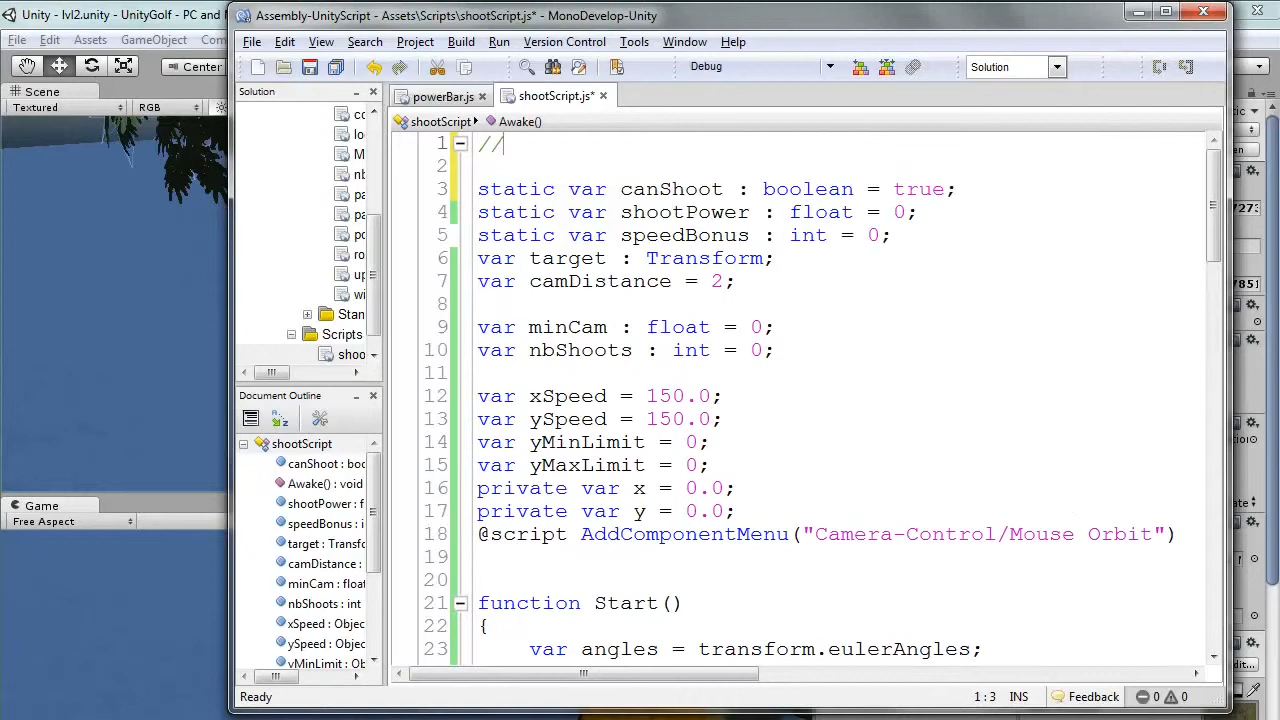 Unity - lvl2.unity - UnityGolf - PC and
Assembly-UnityScript - Assets\Scripts\shootScript.js* - MonoDevelop-Unity
File Edit Assets GameObject Com
File Edit View Search Project Build Run Version Control Tools Window Help
Center
Debug
Solution
Scene
Textured
RGB
Solution
powerBar.js
shootScript.js*
shootScript
Awake()
Stan
Scripts
shoo
Document Outline
shootScript
canShoot : boo
Awake() : void
shootPower : f
speedBonus : i
target : Transfo
camDistance :
minCam : float
nbShoots : int
xSpeed : Objec
ySpeed : Objec
yMinLimit : Ob
1 //
2
3 static var canShoot : boolean = true;
4 static var shootPower : float = 0;
5 static var speedBonus : int = 0;
6 var target : Transform;
7 var camDistance = 2;
8
9 var minCam : float = 0;
10 var nbShoots : int = 0;
11
12 var xSpeed = 150.0;
13 var ySpeed = 150.0;
14 var yMinLimit = 0;
15 var yMaxLimit = 0;
16 private var x = 0.0;
17 private var y = 0.0;
18 @script AddComponentMenu("Camera-Control/Mouse Orbit")
19
20
21 function Start()
22 {
23 var angles = transform.eulerAngles;
Game
Free Aspect
Ready
1 : 3
INS
Feedback
0
0